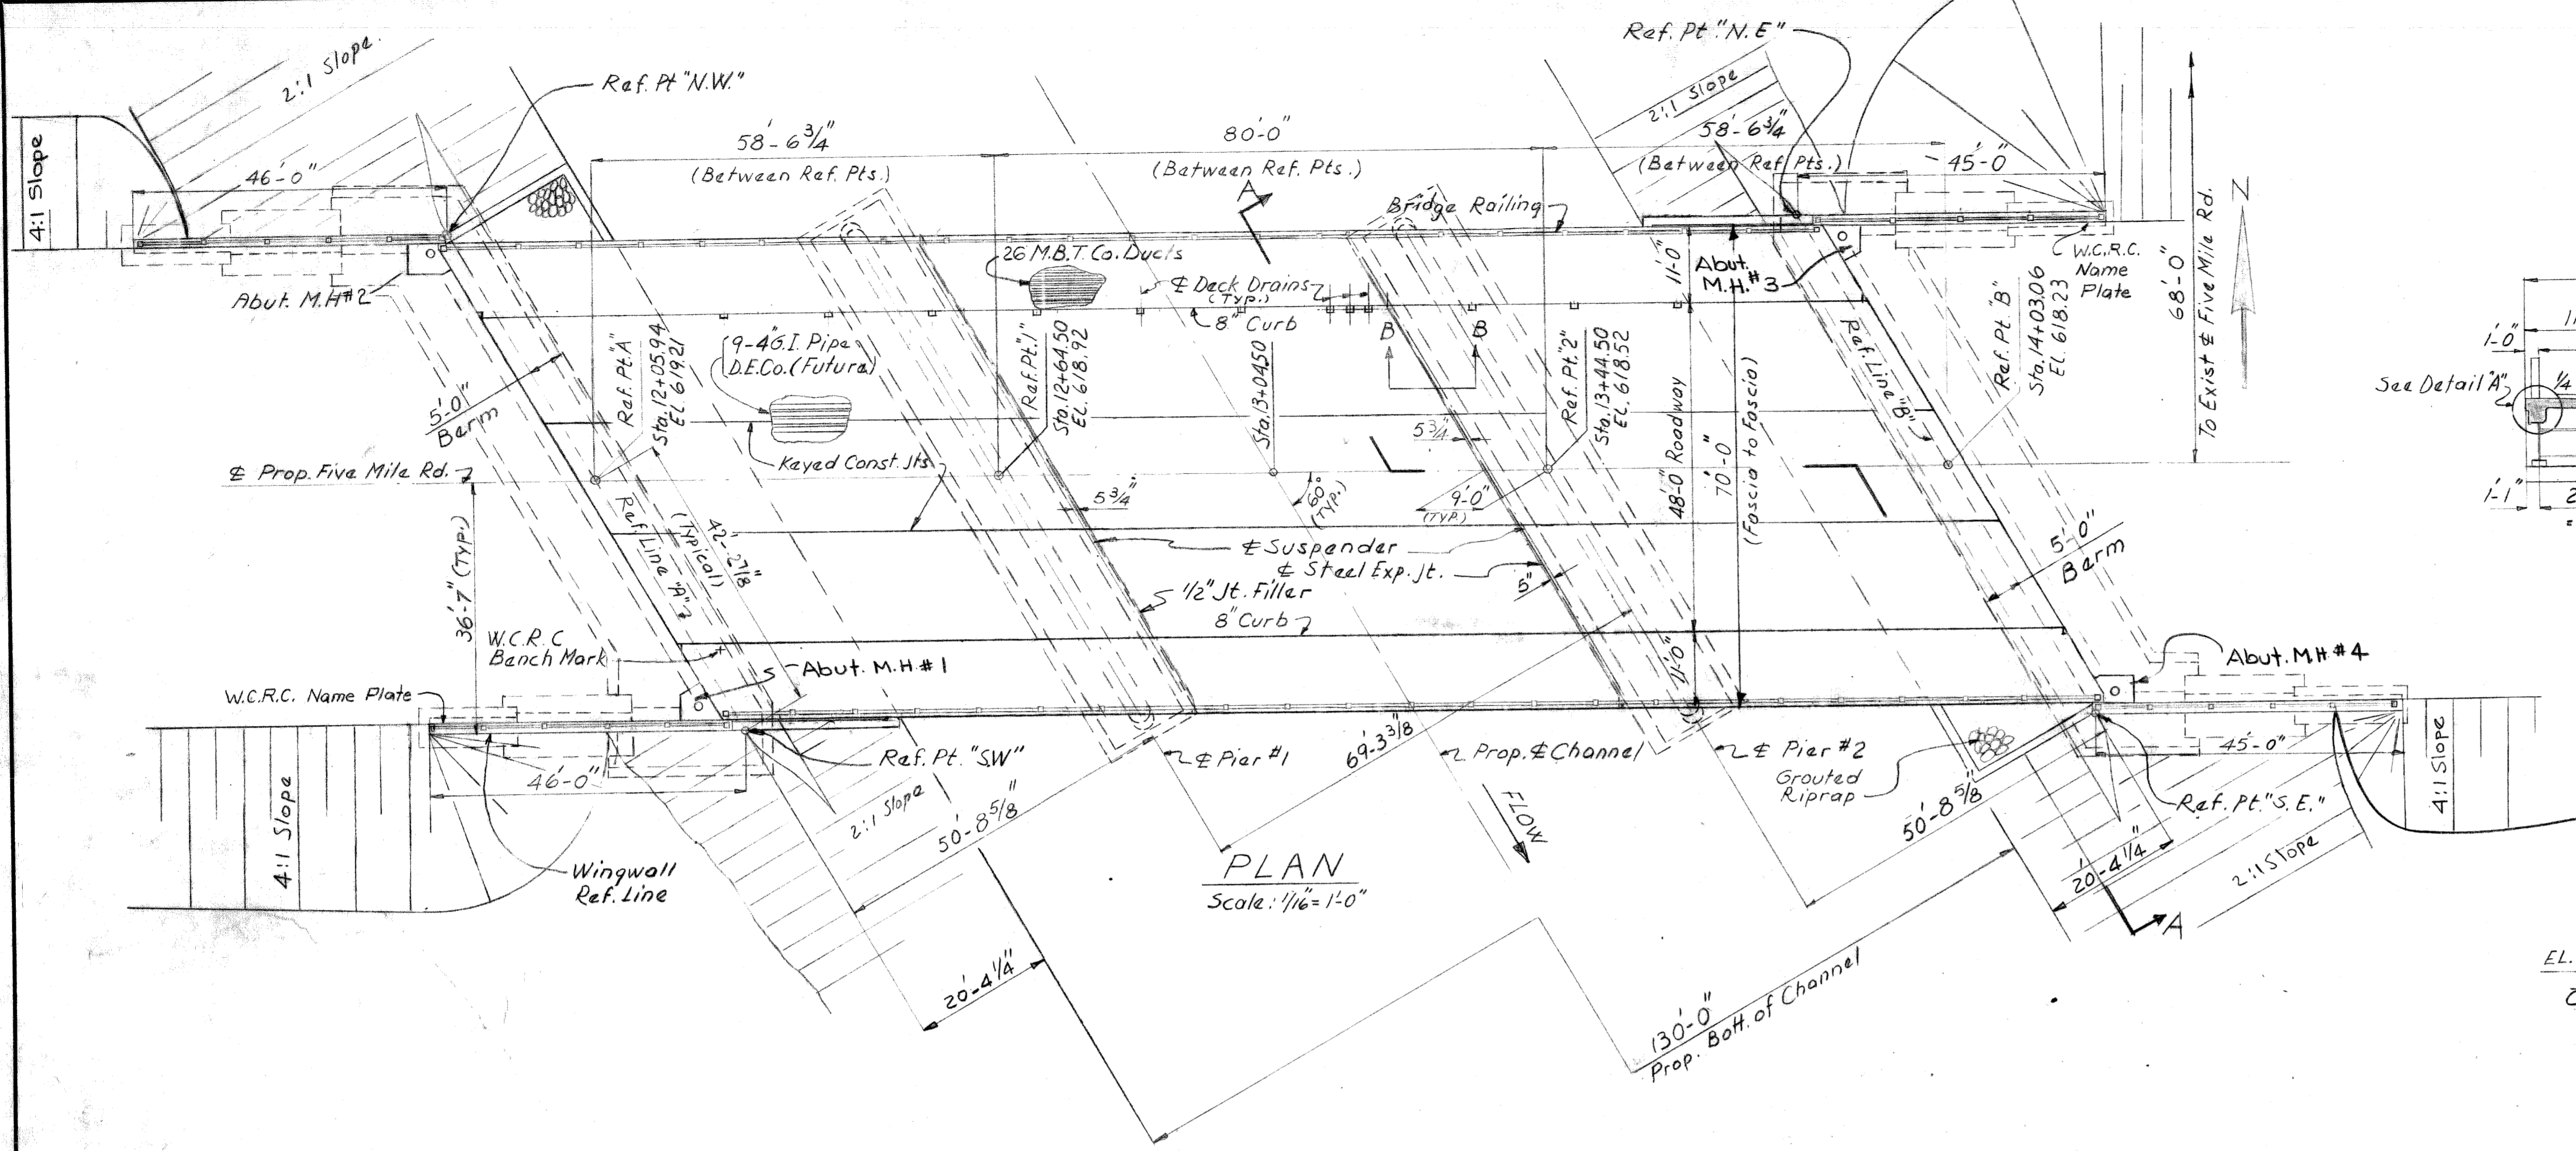 2:1 Slope.
Ref. Pt "N.W."
Ref. Pt. "N.E"
4:1 Slope
46'-0"
58'-6 3/4"
(Between Ref. Pts.)
80'-0"
(Between Ref. Pts.)
A
2:1 Slope
58'-6 3/4"
(Between Ref. Pts.)
45'-0"
Bridge Railing
N
Abut. M.H#2
26 M.B.T. Co. Ducts
℄ Deck Drains
(TYP.)
8" Curb
11'-0"
Abut.
M.H.#3
W.C.R.C.
Name
Plate
68'-0"
To Exist ℄ Five Mile Rd.
B
B
9-4"G.I. Pipe
D.E.Co. (Future)
Ref. Pt."A"
Sta. 12+05.94
EL. 619.21
Ref. Pt. "1"
Sta. 12+64.50
EL. 618.92
Sta. 13+04.50
Ref. Pt. "2"
Sta. 13+44.50
EL. 618.52
Ref. Line "B"
Ref. Pt. "B"
Sta. 14+03.06
EL. 618.23
1'-0"
See Detail "A"
1/4
1'-1"
5'-0"
Berm
℄ Prop. Five Mile Rd.
Keyed Const. Jts.
5 3/4"
5 3/4"
60°
(TYP.)
9'-0"
(TYP.)
48'-0" Roadway
70'-0"
(Fascia to Fascia)
36'-7" (TYP.)
Ref. Line "A"
42'-2 7/8"
(Typical)
℄ Suspender
℄ Steel Exp. Jt.
1/2" Jt. Filler
5"
8" Curb
5'-0"
Berm
W.C.R.C
Bench Mark
Abut. M.H.#1
11'-0"
Abut. M.H.#4
W.C.R.C. Name Plate
46'-0"
Ref. Pt. "SW"
℄ Pier #1
69'-3 3/8"
Prop. ℄ Channel
℄ Pier #2
Grouted
Riprap
45'-0"
4:1 Slope
4:1 Slope
Wingwall
Ref. Line
2:1 Slope
50'-8 5/8"
FLOW
50'-8 5/8"
Ref. Pt. "S.E."
PLAN
Scale: 1/16"=1'-0"
20'-4 1/4"
2:1 Slope
A
20'-4 1/4"
130'-0"
Prop. Bott. of Channel
EL.